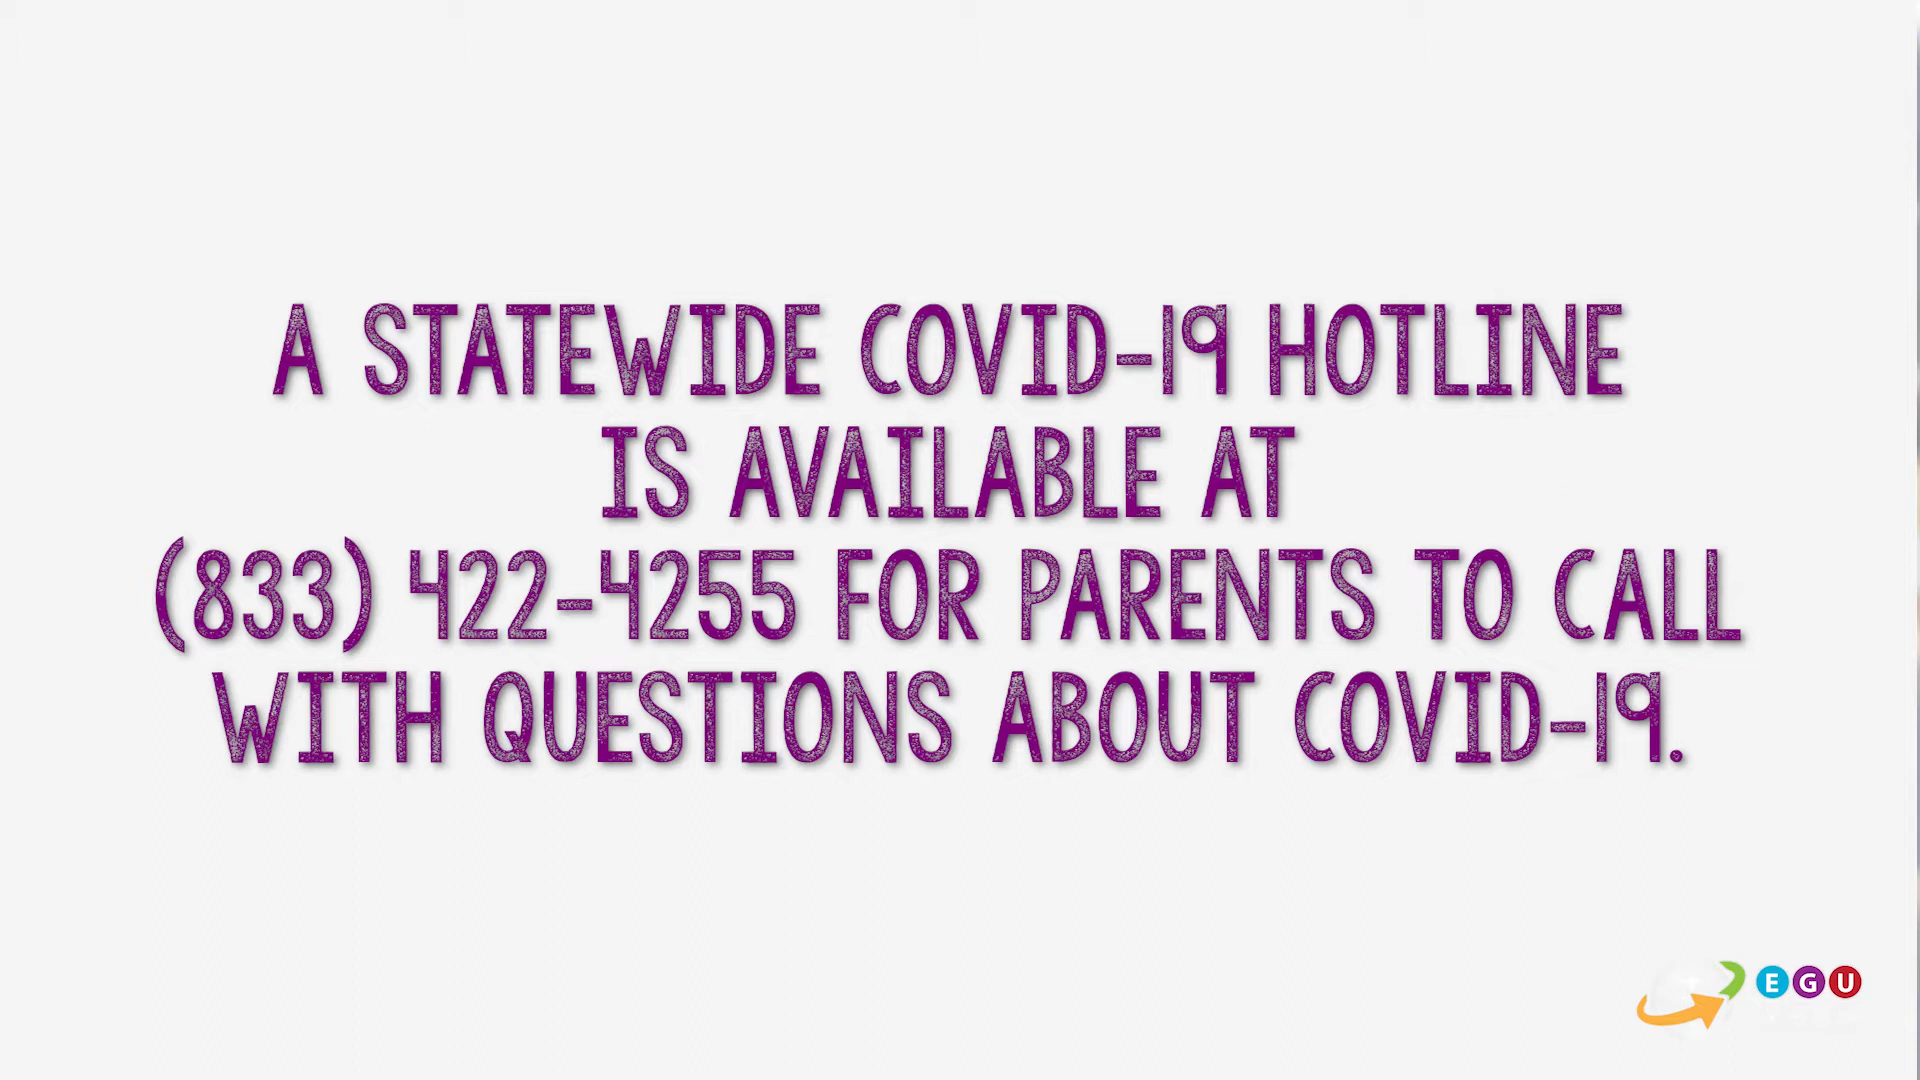 A STATEWIDE COVID-19 HOTLINE
IS AVAILABLE AT
(833) 422-4255 FOR PARENTS TO CALL
WITH QUESTIONS ABOUT COVID-19.
EGU